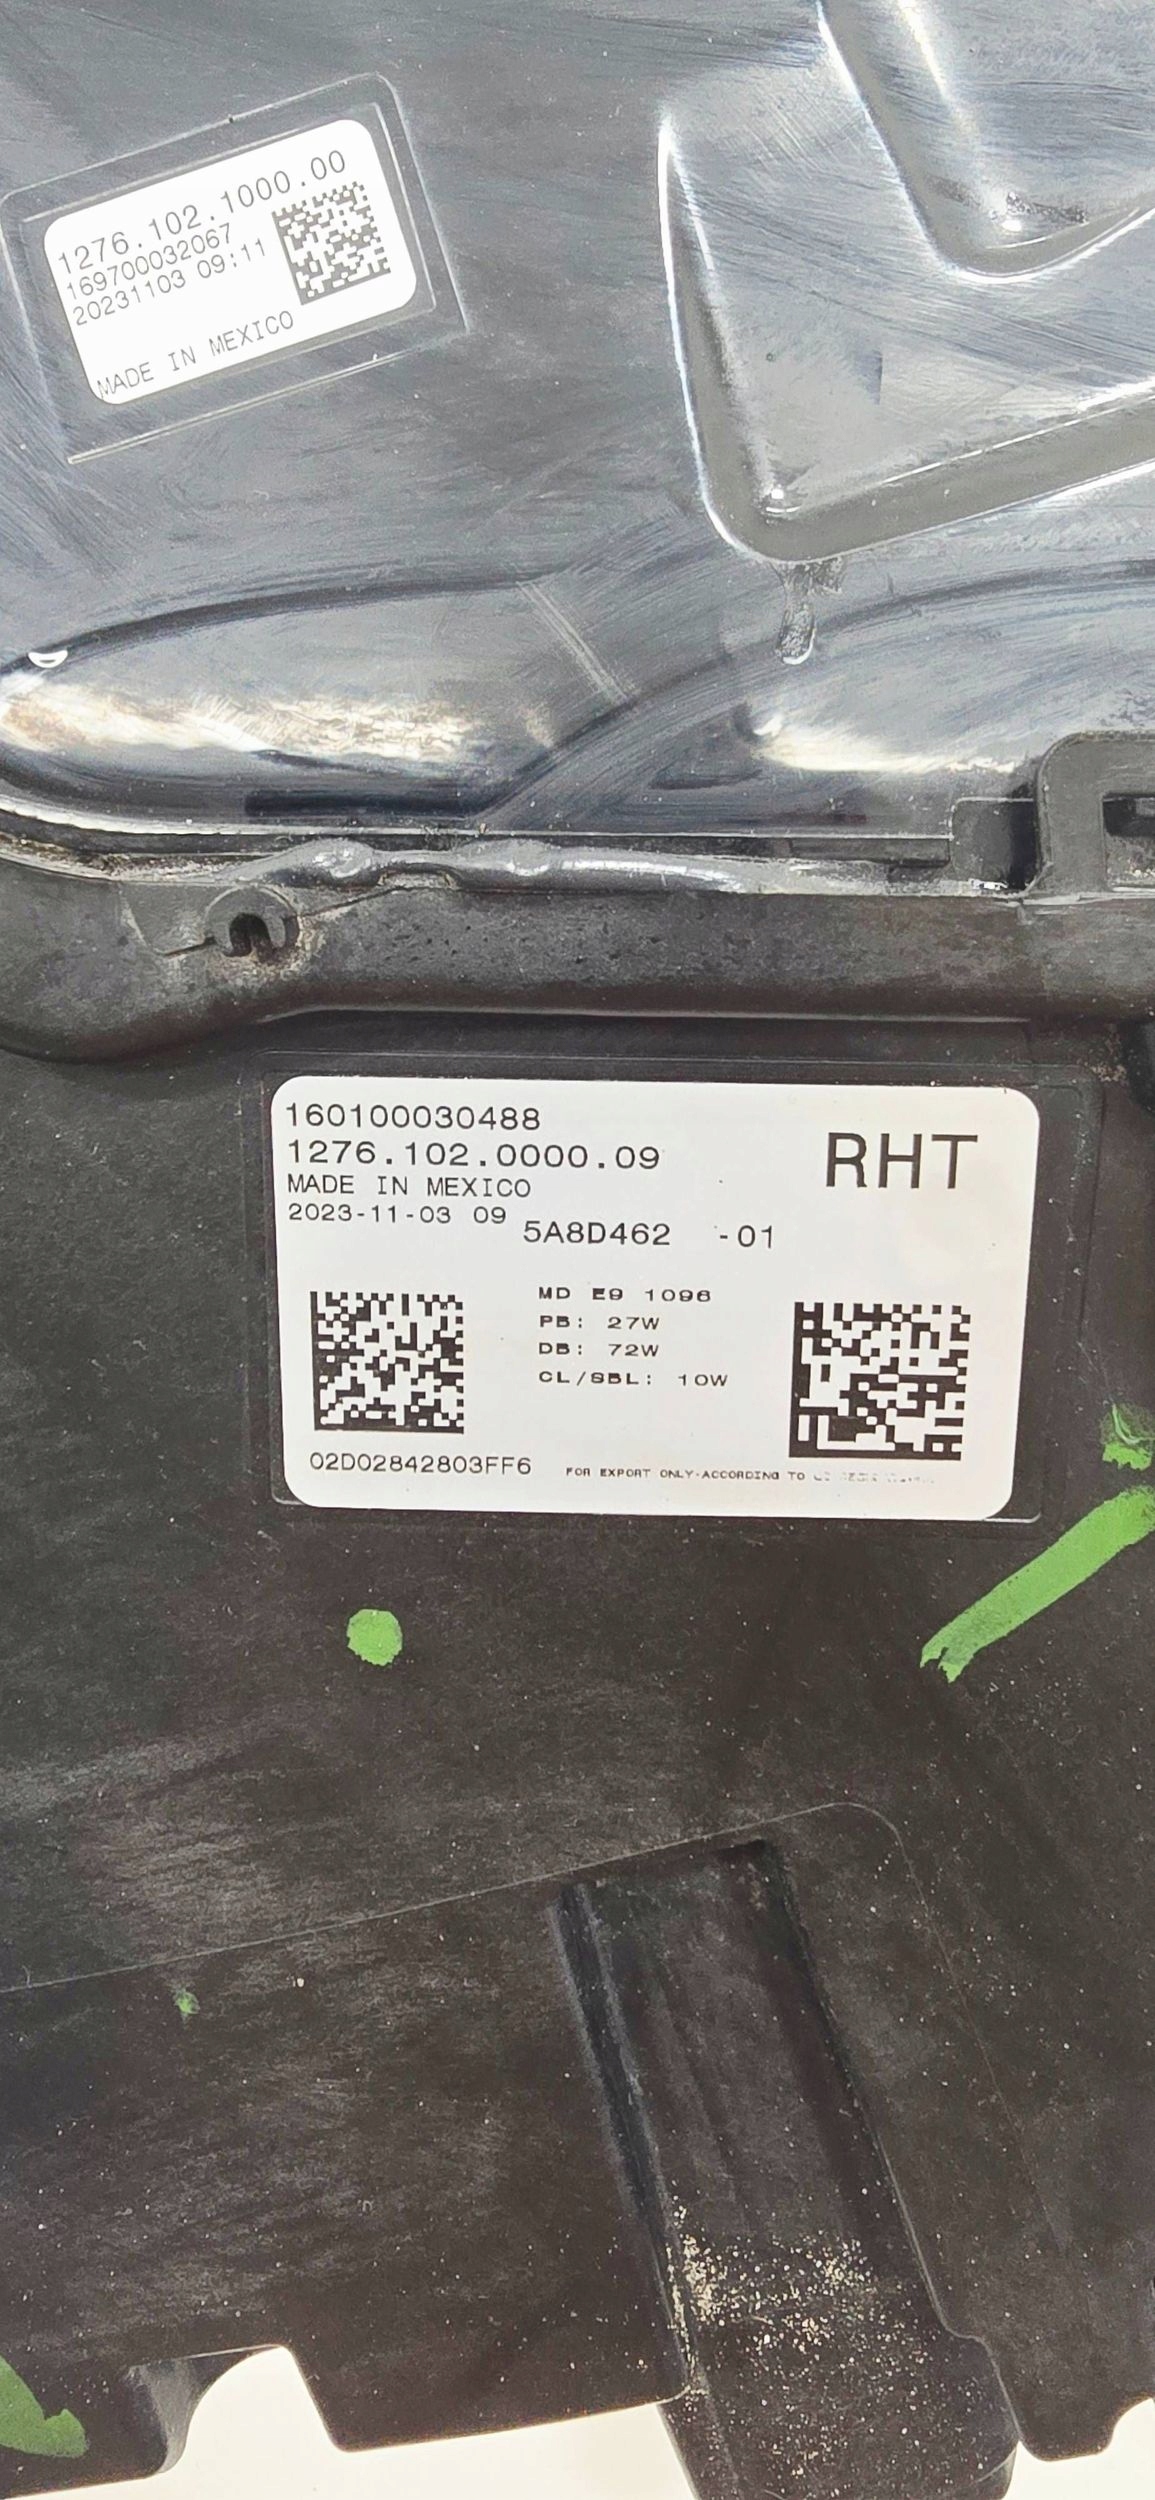 1276.102.1000.00
169700032067
20231103 09:11
MADE IN MEXICO
160100030488
1276.102.0000.09
RHT
MADE IN MEXICO
2023-11-03 09
5A8D462 -01
MD E9 1096
PB: 27W
DB: 72W
CL/SBL: 10W
02D02842803FF6
FOR EXPORT ONLY-ACCORDING TO